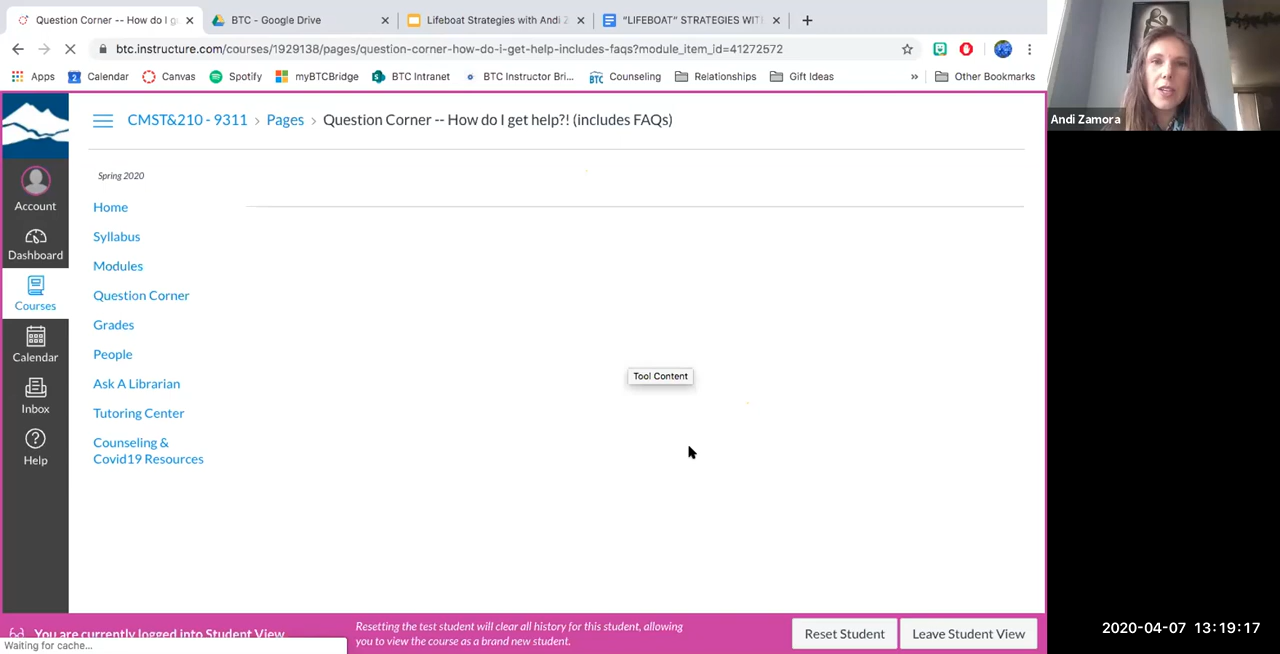 Question Corner -- How do I g
BTC - Google Drive
Lifeboat Strategies with Andi Z
"LIFEBOAT" STRATEGIES WIT
btc.instructure.com/courses/1929138/pages/question-corner-how-do-i-get-help-includes-faqs?module_item_id=41272572
Apps
2 Calendar
Canvas
Spotify
myBTCBridge
S BTC Intranet
BTC Instructor Bri...
BTC Counseling
Relationships
Gift Ideas
»
Other Bookmarks
Andi Zamora
CMST&210 - 9311 › Pages › Question Corner -- How do I get help?! (includes FAQs)
Account
Dashboard
Courses
Calendar
Inbox
Help
Spring 2020
Home
Syllabus
Modules
Question Corner
Grades
People
Ask A Librarian
Tutoring Center
Counseling &
Covid19 Resources
Tool Content
You are currently logged into Student View
Waiting for cache...
Resetting the test student will clear all history for this student, allowing
you to view the course as a brand new student.
Reset Student
Leave Student View
2020-04-07 13:19:17